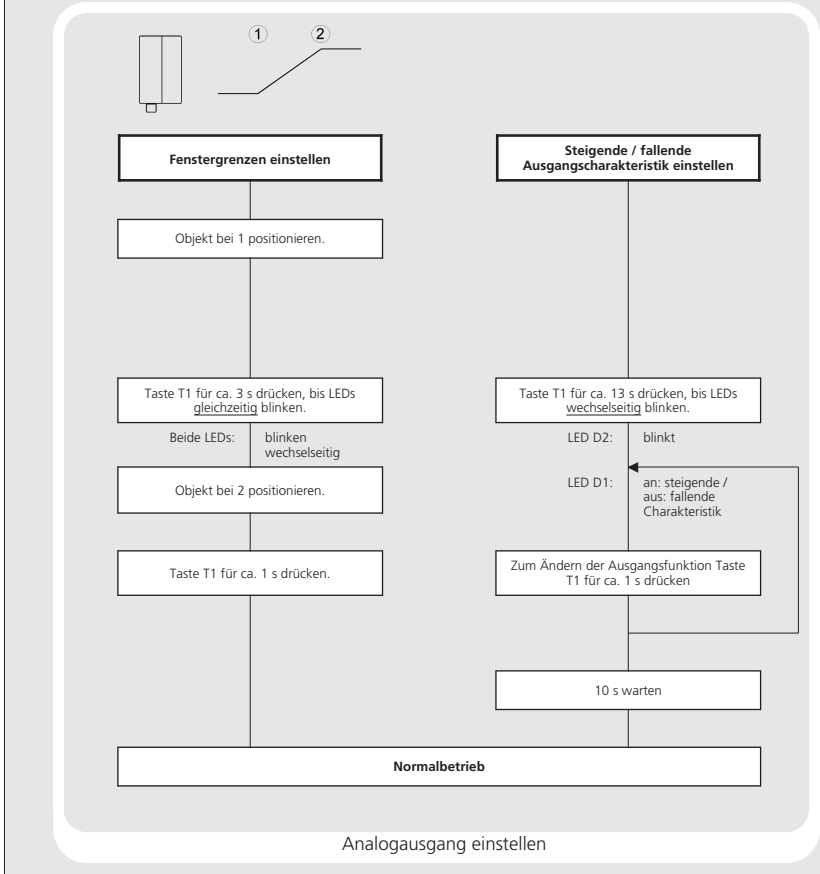 ① ②
Fenstergrenzen einstellen
Objekt bei 1 positionieren.
Taste T1 für ca. 3 s drücken, bis LEDs
gleichzeitig blinken.
Beide LEDs: blinken
wechselseitig
Objekt bei 2 positionieren.
Taste T1 für ca. 1 s drücken.
Steigende / fallende
Ausgangscharakteristik einstellen
Taste T1 für ca. 13 s drücken, bis LEDs
wechselseitig blinken.
LED D2: blinkt
LED D1: an: steigende /
aus: fallende
Charakteristik
Zum Ändern der Ausgangsfunktion Taste
T1 für ca. 1 s drücken
10 s warten
Normalbetrieb
Analogausgang einstellen